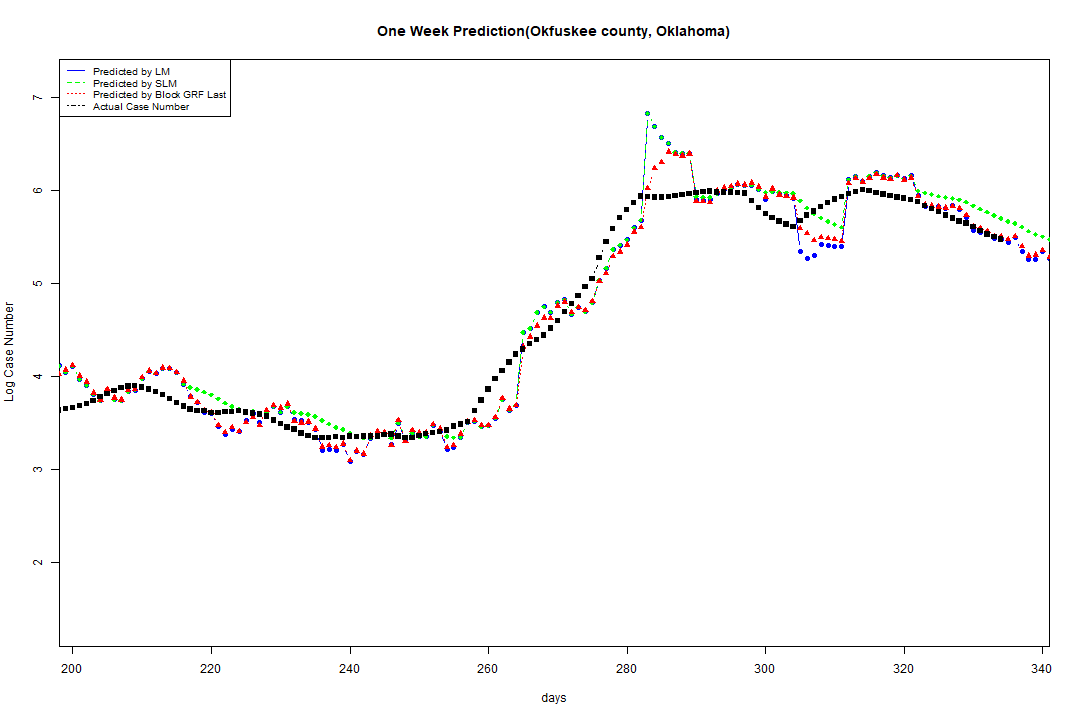 One Week Prediction(Okfuskee county, Oklahoma)
Predicted by LM
Predicted by SLM
Predicted by Block GRF Last
Actual Case Number
Log Case Number
7
6
5
4
3
2
200 220 240 260 280 300 320 340
days